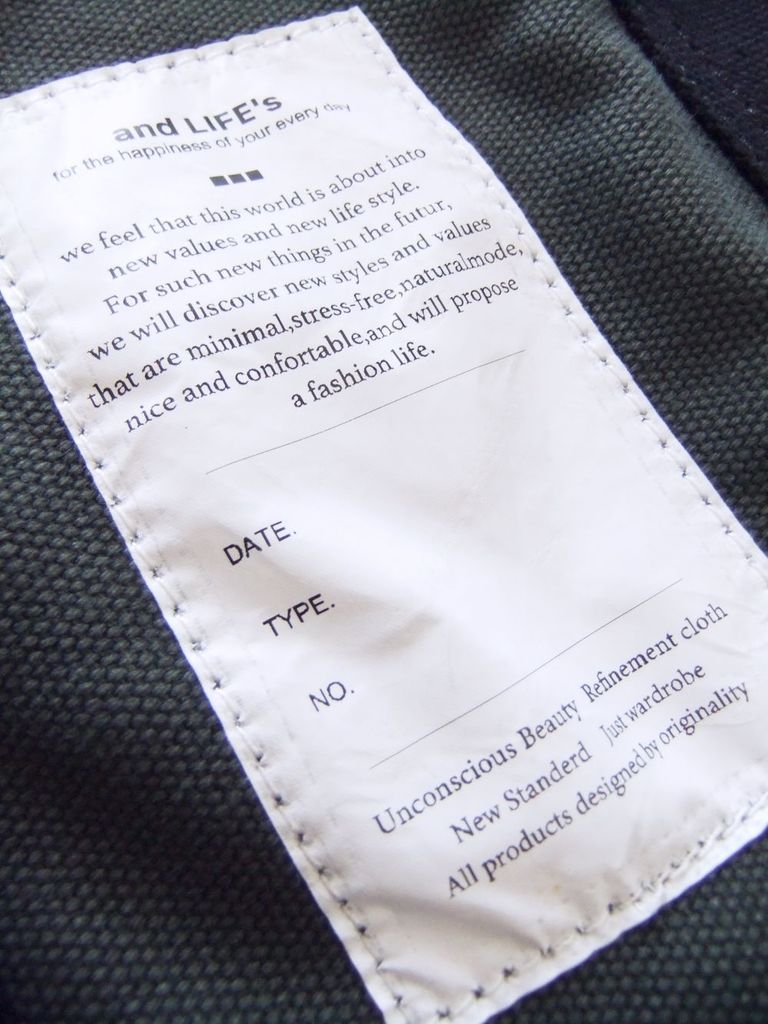 and LIFE's
for the happiness of your every day
we feel that this world is about into
new values and new life style.
For such new things in the futur,
we will discover new styles and values
that are minimal,stress-free,naturalmode,
nice and confortable,and will propose
a fashion life.
DATE.
TYPE.
NO.
Unconscious Beauty Refinement cloth
New Standerd Just wardrobe
All products designed by originality